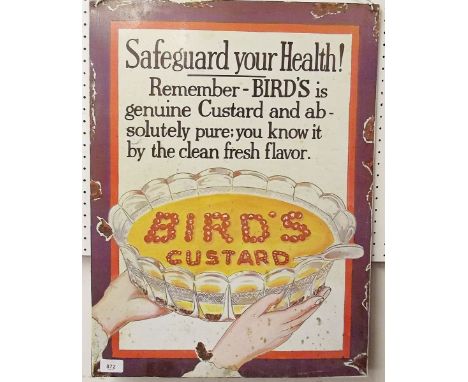 Safeguard your Health!
Remember-BIRD'S is
genuine Custard and ab-
solutely pure: you know it
by the clean fresh flavor.
BIRD'S
CUSTARD
872